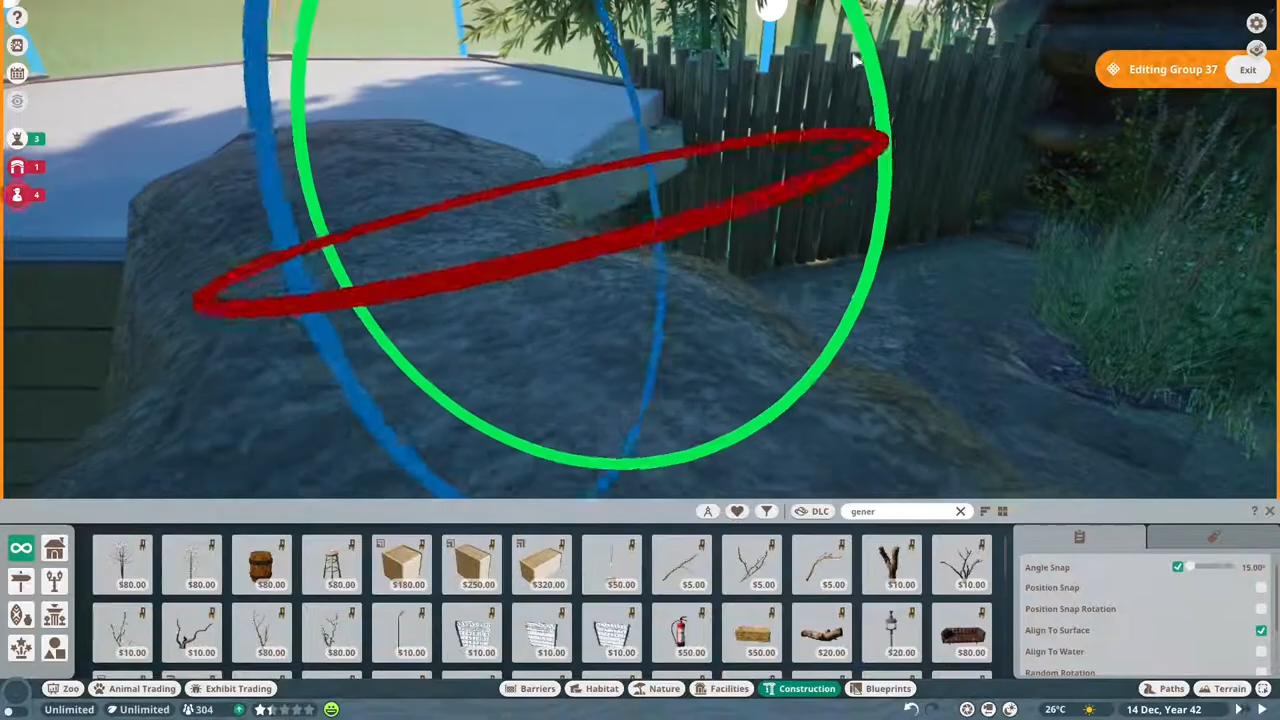 ?
Editing Group 37
Exit
3
1
4
DLC
gener
?
$80.00
$80.00
$80.00
$80.00
$180.00
$250.00
$320.00
$50.00
$5.00
$5.00
$5.00
$10.00
$10.00
$10.00
$10.00
$80.00
$80.00
$10.00
$10.00
$10.00
$10.00
$50.00
$50.00
$20.00
$20.00
$80.00
Angle Snap
15.00°
Position Snap
Position Snap Rotation
Align To Surface
Align To Water
Random Rotation
Zoo
Animal Trading
Exhibit Trading
Barriers
Habitat
Nature
Facilities
Construction
Blueprints
Paths
Terrain
Unlimited
Unlimited
304
26°C
14 Dec, Year 42